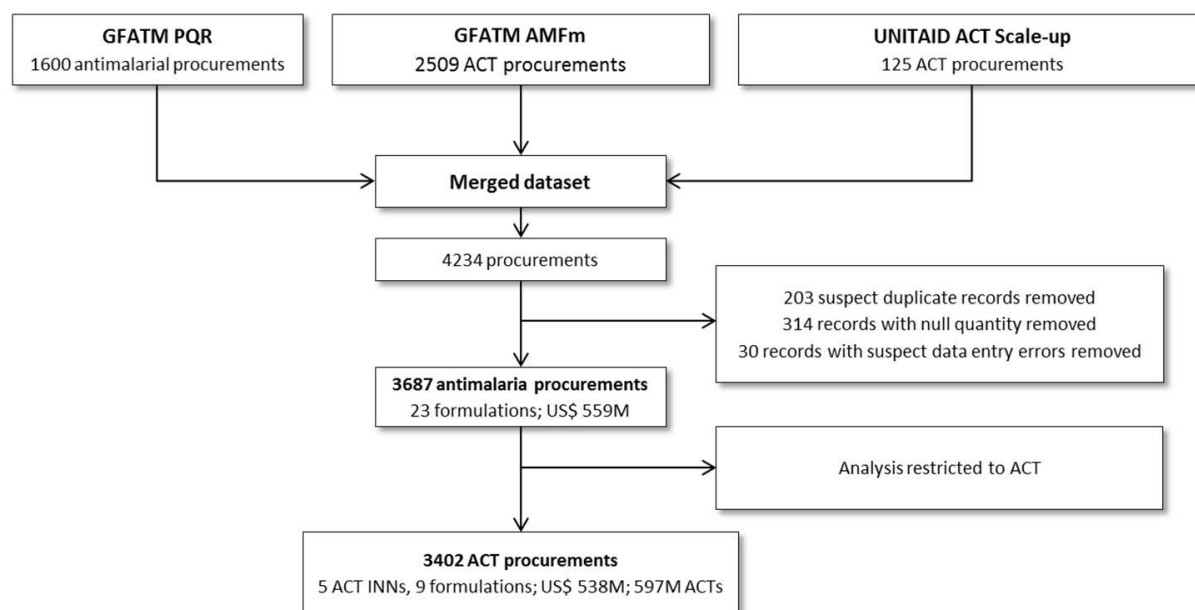 GFATM PQR
1600 antimalarial procurements
GFATM AMFm
2509 ACT procurements
UNITAID ACT Scale-up
125 ACT procurements
Merged dataset
4234 procurements
203 suspect duplicate records removed
314 records with null quantity removed
30 records with suspect data entry errors removed
3687 antimalaria procurements
23 formulations; US$ 559M
Analysis restricted to ACT
3402 ACT procurements
5 ACT INNs, 9 formulations; US$ 538M; 597M ACTs